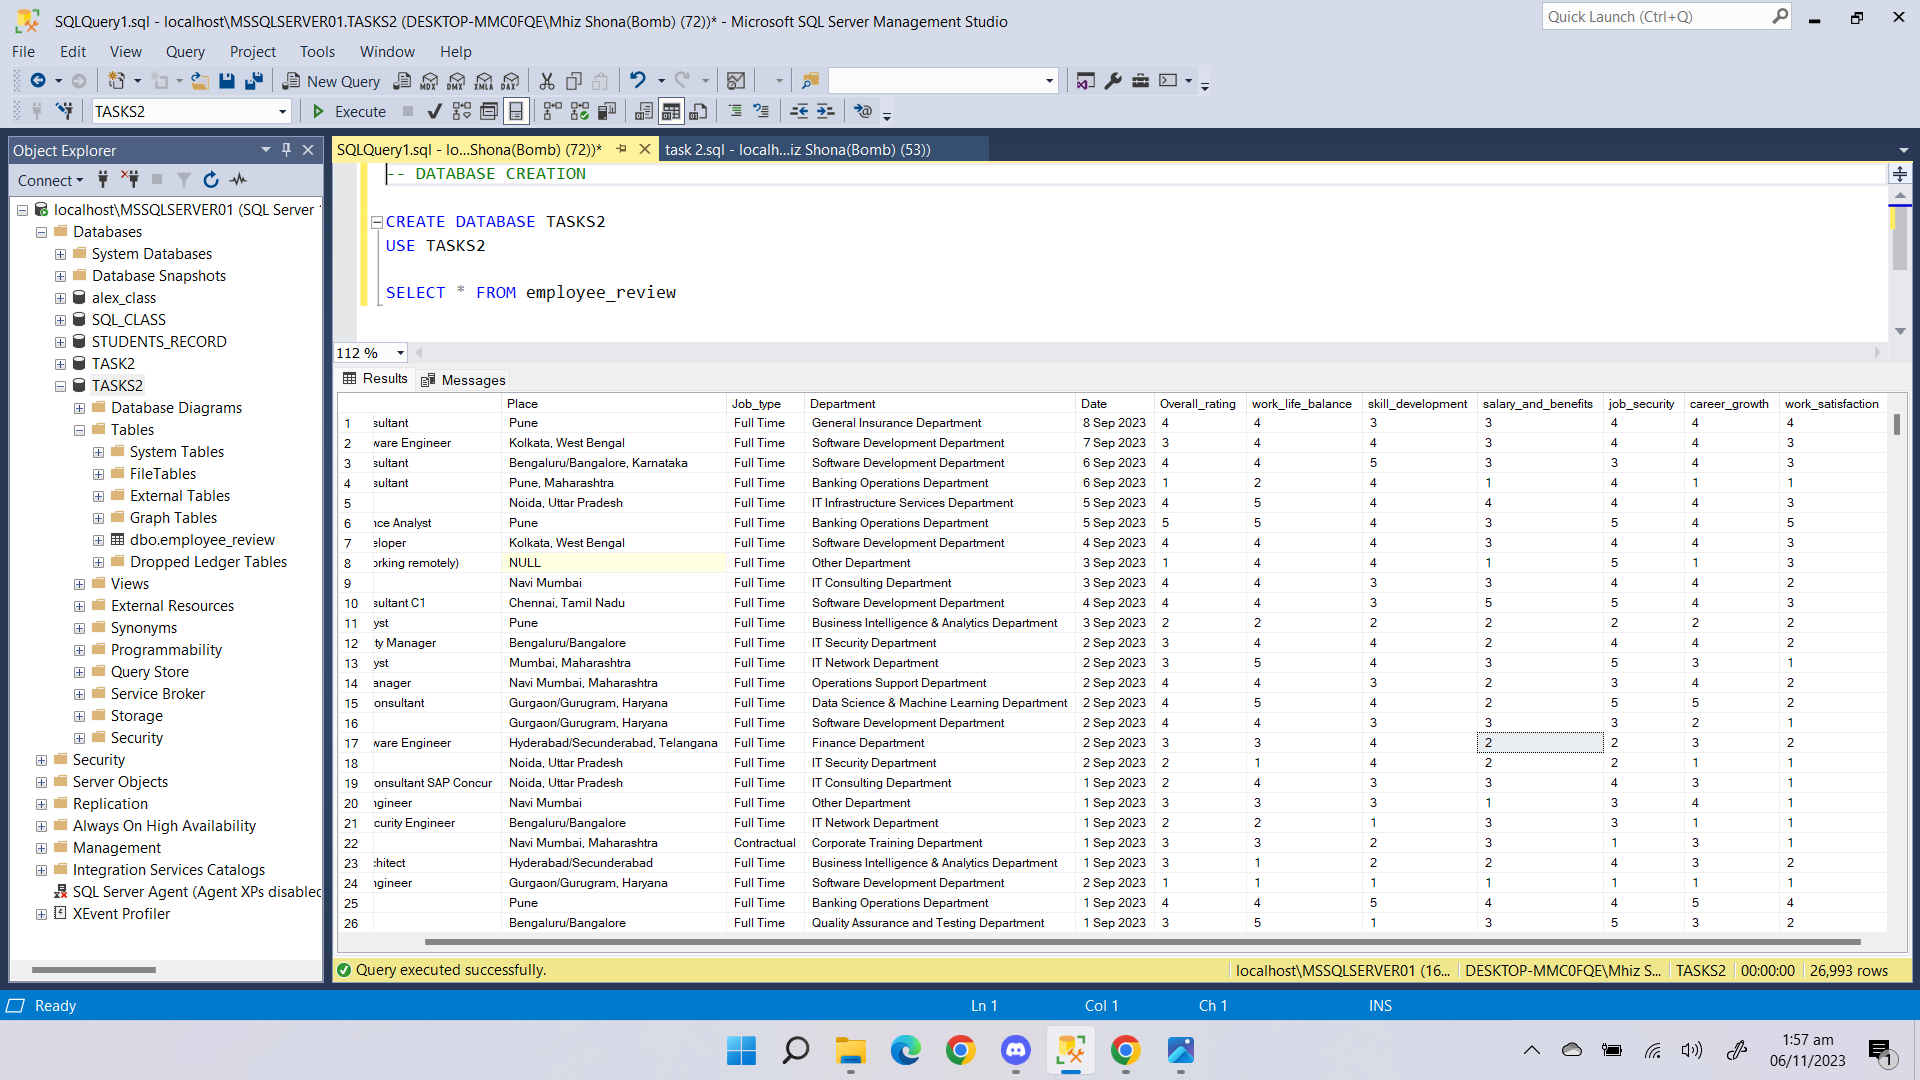 SQLQuery1.sql - localhost\MSSQLSERVER01.TASKS2 (DESKTOP-MMC0FQE\Mhiz Shona(Bomb) (72))* - Microsoft SQL Server Management Studio
Quick Launch (Ctrl+Q)
File Edit View Query Project Tools Window Help
New Query MDX DMX XMLA DAX
TASKS2 Execute
Object Explorer
Connect
localhost\MSSQLSERVER01 (SQL Server
Databases
System Databases
Database Snapshots
alex_class
SQL_CLASS
STUDENTS_RECORD
TASK2
TASKS2
Database Diagrams
Tables
System Tables
FileTables
External Tables
Graph Tables
dbo.employee_review
Dropped Ledger Tables
Views
External Resources
Synonyms
Programmability
Query Store
Service Broker
Storage
Security
Security
Server Objects
Replication
Always On High Availability
Management
Integration Services Catalogs
SQL Server Agent (Agent XPs disabled
XEvent Profiler
SQLQuery1.sql - lo...Shona(Bomb) (72))* task 2.sql - localh...iz Shona(Bomb) (53))
-- DATABASE CREATION
CREATE DATABASE TASKS2
USE TASKS2
SELECT * FROM employee_review
112 %
Results Messages
Place Job_type Department Date Overall_rating work_life_balance skill_development salary_and_benefits job_security career_growth work_satisfaction
1 sultant Pune Full Time General Insurance Department 8 Sep 2023 4 4 3 3 4 4 4
2 ware Engineer Kolkata, West Bengal Full Time Software Development Department 7 Sep 2023 3 4 4 3 4 4 3
3 sultant Bengaluru/Bangalore, Karnataka Full Time Software Development Department 6 Sep 2023 4 4 5 3 3 4 3
4 sultant Pune, Maharashtra Full Time Banking Operations Department 6 Sep 2023 1 2 4 1 4 1 1
5 Noida, Uttar Pradesh Full Time IT Infrastructure Services Department 5 Sep 2023 4 5 4 4 4 4 3
6 nce Analyst Pune Full Time Banking Operations Department 5 Sep 2023 5 5 4 3 5 4 5
7 eloper Kolkata, West Bengal Full Time Software Development Department 4 Sep 2023 4 4 4 3 4 4 3
8 orking remotely) NULL Full Time Other Department 3 Sep 2023 1 4 4 1 5 1 3
9 Navi Mumbai Full Time IT Consulting Department 3 Sep 2023 4 4 3 3 4 4 2
10 sultant C1 Chennai, Tamil Nadu Full Time Software Development Department 4 Sep 2023 4 4 3 5 5 4 3
11 yst Pune Full Time Business Intelligence & Analytics Department 3 Sep 2023 2 2 2 2 2 2 2
12 ty Manager Bengaluru/Bangalore Full Time IT Security Department 2 Sep 2023 3 4 4 2 4 4 2
13 yst Mumbai, Maharashtra Full Time IT Network Department 2 Sep 2023 3 5 4 3 5 3 1
14 anager Navi Mumbai, Maharashtra Full Time Operations Support Department 2 Sep 2023 4 4 3 2 3 4 2
15 onsultant Gurgaon/Gurugram, Haryana Full Time Data Science & Machine Learning Department 2 Sep 2023 4 5 4 2 5 5 2
16 Gurgaon/Gurugram, Haryana Full Time Software Development Department 2 Sep 2023 4 4 3 3 3 2 1
17 ware Engineer Hyderabad/Secunderabad, Telangana Full Time Finance Department 2 Sep 2023 3 3 4 2 2 3 2
18 Noida, Uttar Pradesh Full Time IT Security Department 2 Sep 2023 2 1 4 2 2 1 1
19 onsultant SAP Concur Noida, Uttar Pradesh Full Time IT Consulting Department 1 Sep 2023 2 4 3 3 4 3 1
20 ngineer Navi Mumbai Full Time Other Department 1 Sep 2023 3 3 3 1 3 4 1
21 curity Engineer Bengaluru/Bangalore Full Time IT Network Department 1 Sep 2023 2 2 1 3 3 1 1
22 Navi Mumbai, Maharashtra Contractual Corporate Training Department 1 Sep 2023 3 3 2 3 1 3 1
23 chitect Hyderabad/Secunderabad Full Time Business Intelligence & Analytics Department 1 Sep 2023 3 1 2 2 4 3 2
24 ngineer Gurgaon/Gurugram, Haryana Full Time Software Development Department 2 Sep 2023 1 1 1 1 1 1 1
25 Pune Full Time Banking Operations Department 1 Sep 2023 4 4 5 4 4 5 4
26 Bengaluru/Bangalore Full Time Quality Assurance and Testing Department 1 Sep 2023 3 5 1 3 5 3 2
Query executed successfully. localhost\MSSQLSERVER01 (16... DESKTOP-MMC0FQE\Mhiz S... TASKS2 00:00:00 26,993 rows
Ready Ln 1 Col 1 Ch 1 INS
1:57 am
06/11/2023
1